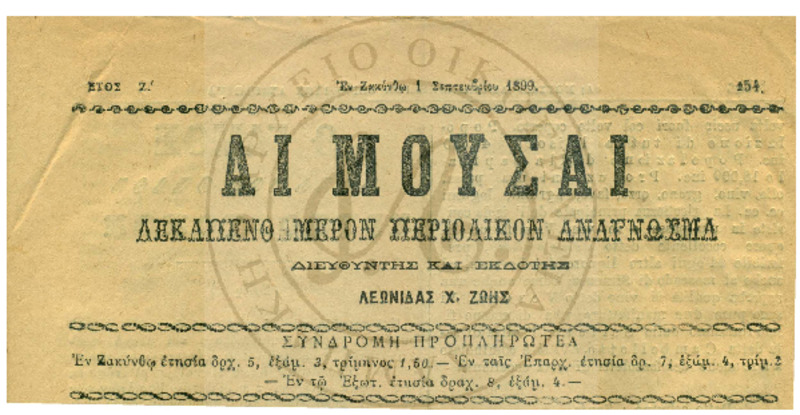 ΕΤΟΣ Ζ.′ Ἐν Ζακύνθῳ 1 Σεπτεμβρίου 1899. 154.
ΑΙ ΜΟΥΣΑΙ
ΔΕΚΑΠΕΝΘΗΜΕΡΟΝ ΠΕΡΙΟΔΙΚΟΝ ΑΝΑΓΝΩΣΜΑ
ΔΙΕΥΘΥΝΤΗΣ ΚΑΙ ΕΚΔΟΤΗΣ
ΛΕΩΝΙΔΑΣ Χ. ΖΩΗΣ
ΣΥΝΔΡΟΜΗ ΠΡΟΠΛΗΡΩΤΕΑ
Ἐν Ζακύνθῳ ἐτησία δρχ. 5, ἑξάμ. 3, τρίμηνος 1,50.— Ἐν ταῖς Ἐπαρχ. ἐτησία δρ. 7, ἑξάμ. 4, τρίμ. 2
— Ἐν τῷ Ἐξωτ. ἐτησία δραχ. 8, ἑξάμ. 4.—